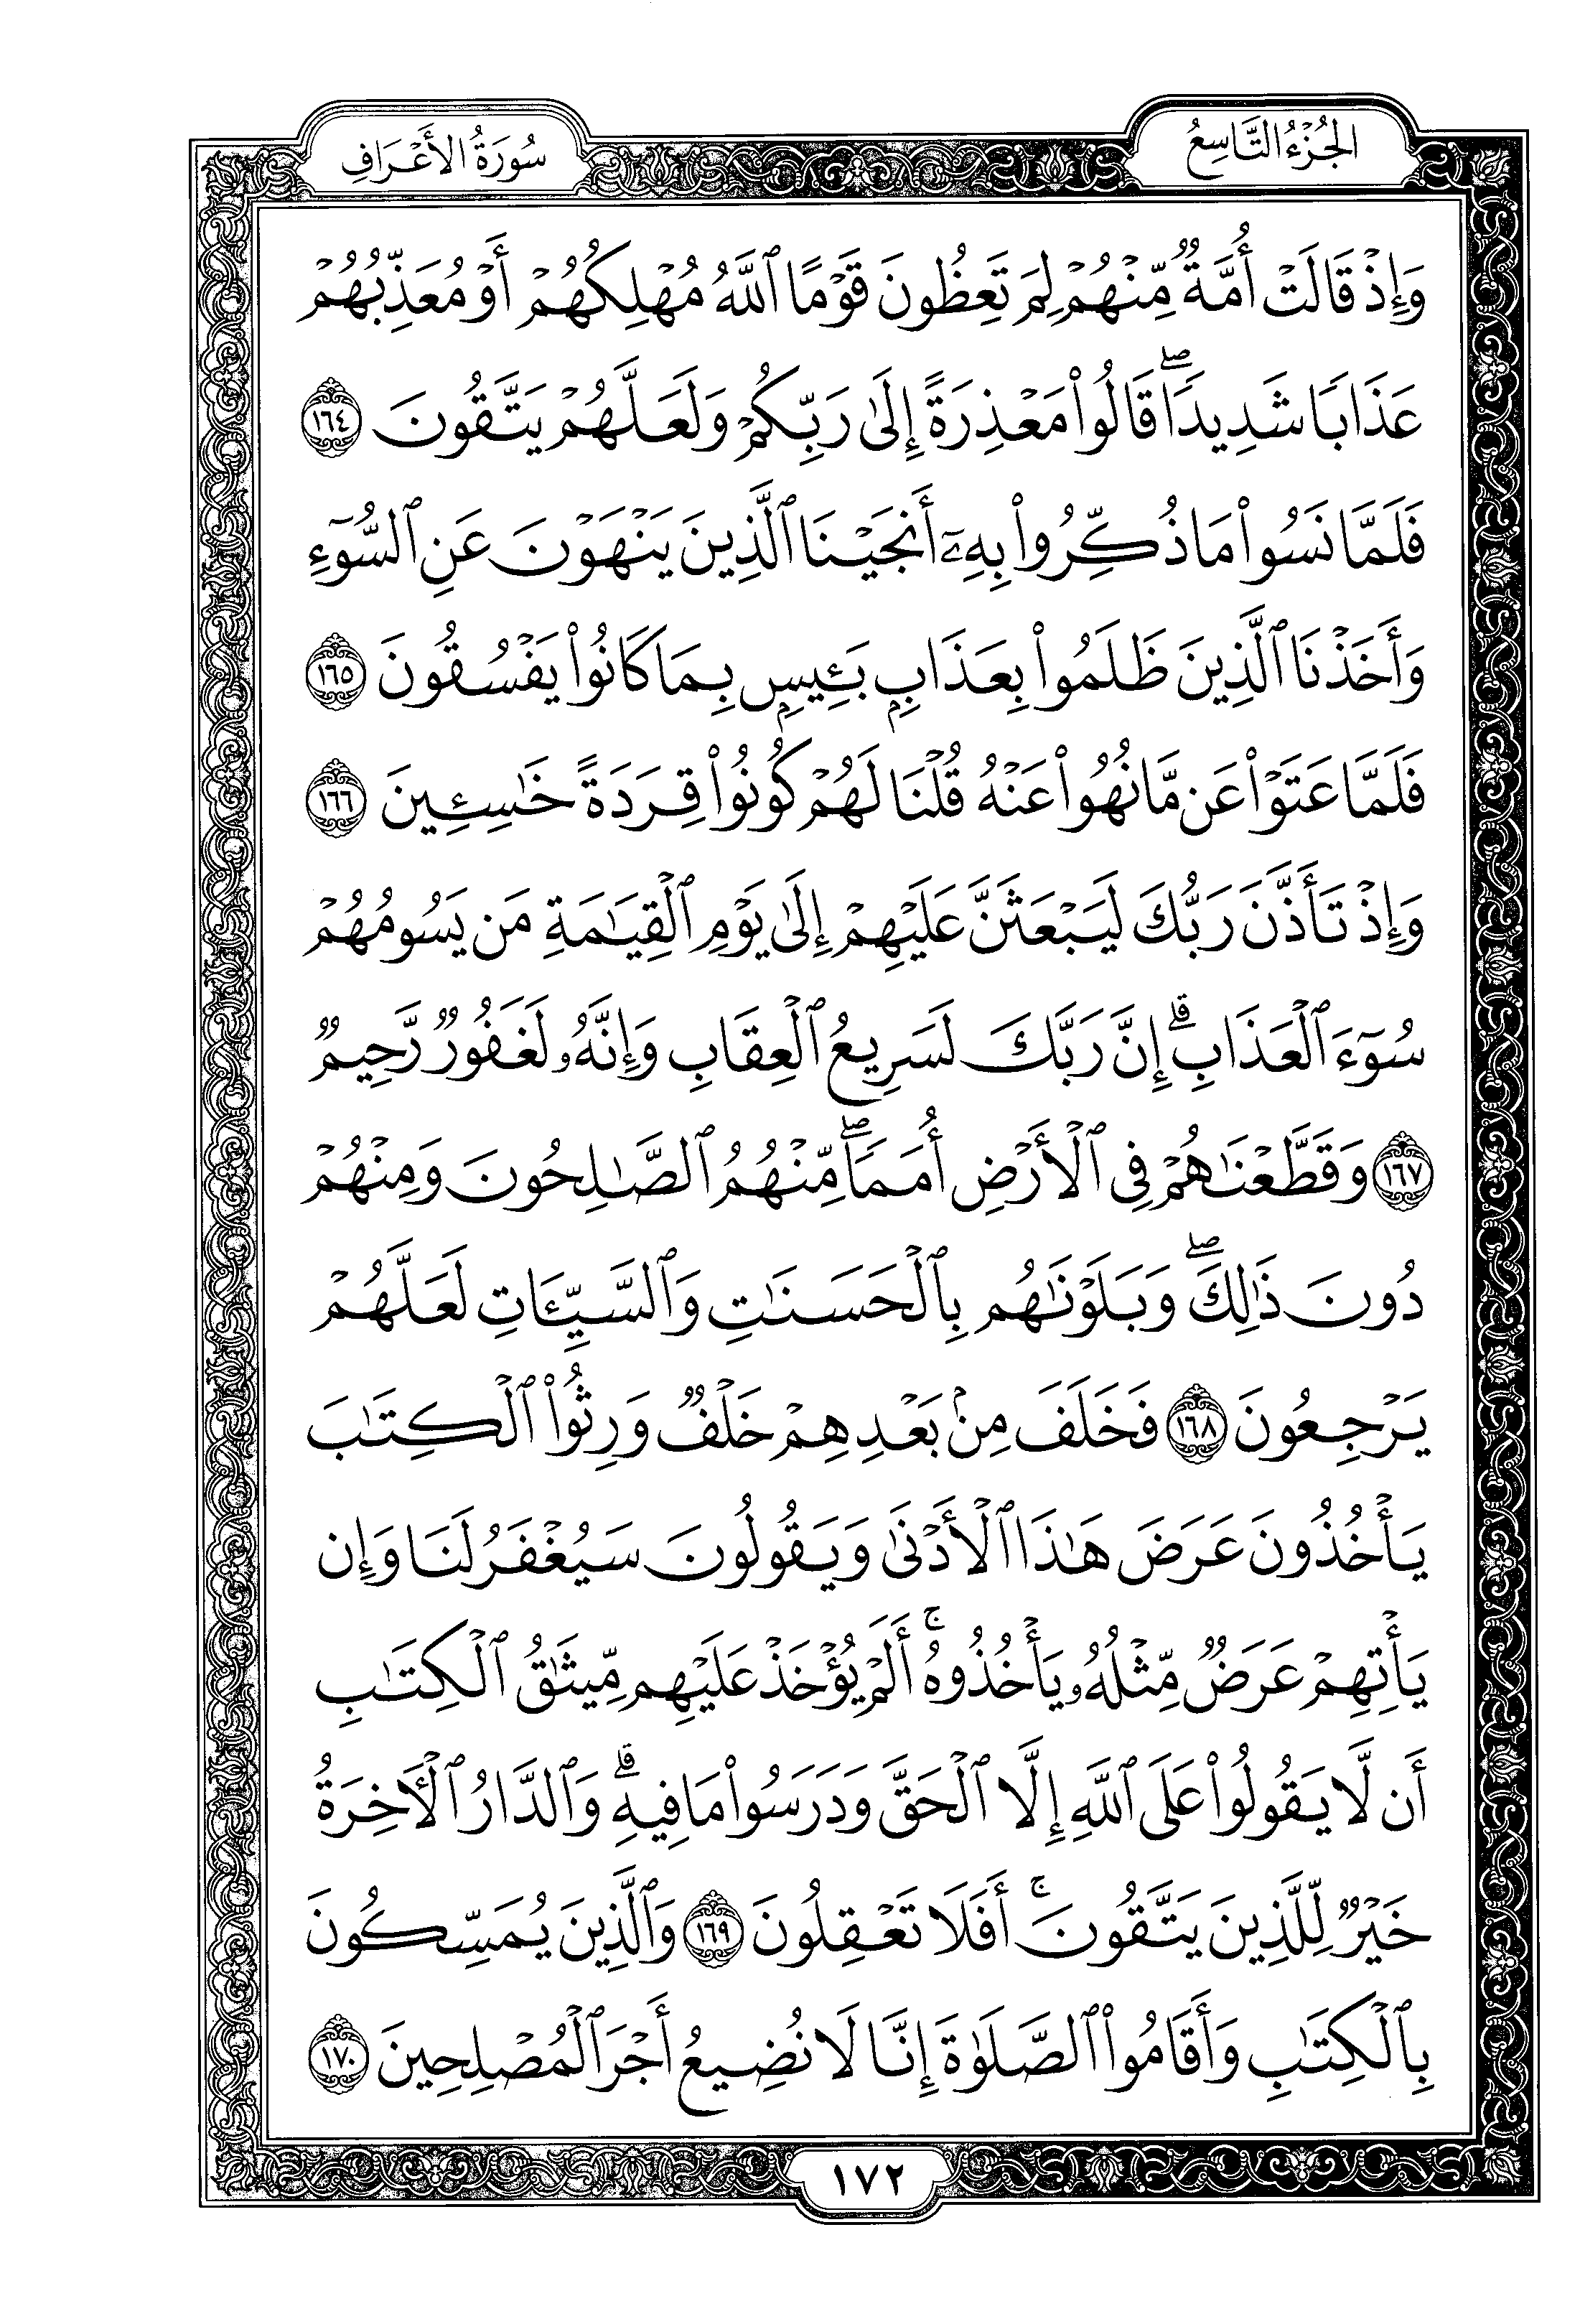 الجُزْءُ التَّاسِعُ
سُورَةُ الأَعْرَافِ
وَإِذْ قَالَتْ أُمَّةٌ مِّنْهُمْ لِمَ تَعِظُونَ قَوْمًا ٱللَّهُ مُهْلِكُهُمْ أَوْ مُعَذِّبُهُمْ
عَذَابًا شَدِيدًا ۖ قَالُوا۟ مَعْذِرَةً إِلَىٰ رَبِّكُمْ وَلَعَلَّهُمْ يَتَّقُونَ ١٦٤
فَلَمَّا نَسُوا۟ مَا ذُكِّرُوا۟ بِهِۦٓ أَنجَيْنَا ٱلَّذِينَ يَنْهَوْنَ عَنِ ٱلسُّوٓءِ
وَأَخَذْنَا ٱلَّذِينَ ظَلَمُوا۟ بِعَذَابٍۭ بَـِٔيسٍۭ بِمَا كَانُوا۟ يَفْسُقُونَ ١٦٥
فَلَمَّا عَتَوْا۟ عَن مَّا نُهُوا۟ عَنْهُ قُلْنَا لَهُمْ كُونُوا۟ قِرَدَةً خَـٰسِـِٔينَ ١٦٦
وَإِذْ تَأَذَّنَ رَبُّكَ لَيَبْعَثَنَّ عَلَيْهِمْ إِلَىٰ يَوْمِ ٱلْقِيَـٰمَةِ مَن يَسُومُهُمْ
سُوٓءَ ٱلْعَذَابِ ۗ إِنَّ رَبَّكَ لَسَرِيعُ ٱلْعِقَابِ وَإِنَّهُۥ لَغَفُورٌ رَّحِيمٌ
١٦٧ وَقَطَّعْنَـٰهُمْ فِى ٱلْأَرْضِ أُمَمًا ۖ مِّنْهُمُ ٱلصَّـٰلِحُونَ وَمِنْهُمْ
دُونَ ذَٰلِكَ ۖ وَبَلَوْنَـٰهُم بِٱلْحَسَنَـٰتِ وَٱلسَّيِّـَٔاتِ لَعَلَّهُمْ
يَرْجِعُونَ ١٦٨ فَخَلَفَ مِنۢ بَعْدِهِمْ خَلْفٌ وَرِثُوا۟ ٱلْكِتَـٰبَ
يَأْخُذُونَ عَرَضَ هَـٰذَا ٱلْأَدْنَىٰ وَيَقُولُونَ سَيُغْفَرُ لَنَا وَإِن
يَأْتِهِمْ عَرَضٌ مِّثْلُهُۥ يَأْخُذُوهُ ۚ أَلَمْ يُؤْخَذْ عَلَيْهِم مِّيثَـٰقُ ٱلْكِتَـٰبِ
أَن لَّا يَقُولُوا۟ عَلَى ٱللَّهِ إِلَّا ٱلْحَقَّ وَدَرَسُوا۟ مَا فِيهِ ۗ وَٱلدَّارُ ٱلْـَٔاخِرَةُ
خَيْرٌ لِّلَّذِينَ يَتَّقُونَ ۚ أَفَلَا تَعْقِلُونَ ١٦٩ وَٱلَّذِينَ يُمَسِّكُونَ
بِٱلْكِتَـٰبِ وَأَقَامُوا۟ ٱلصَّلَوٰةَ إِنَّا لَا نُضِيعُ أَجْرَ ٱلْمُصْلِحِينَ ١٧٠
١٧٢